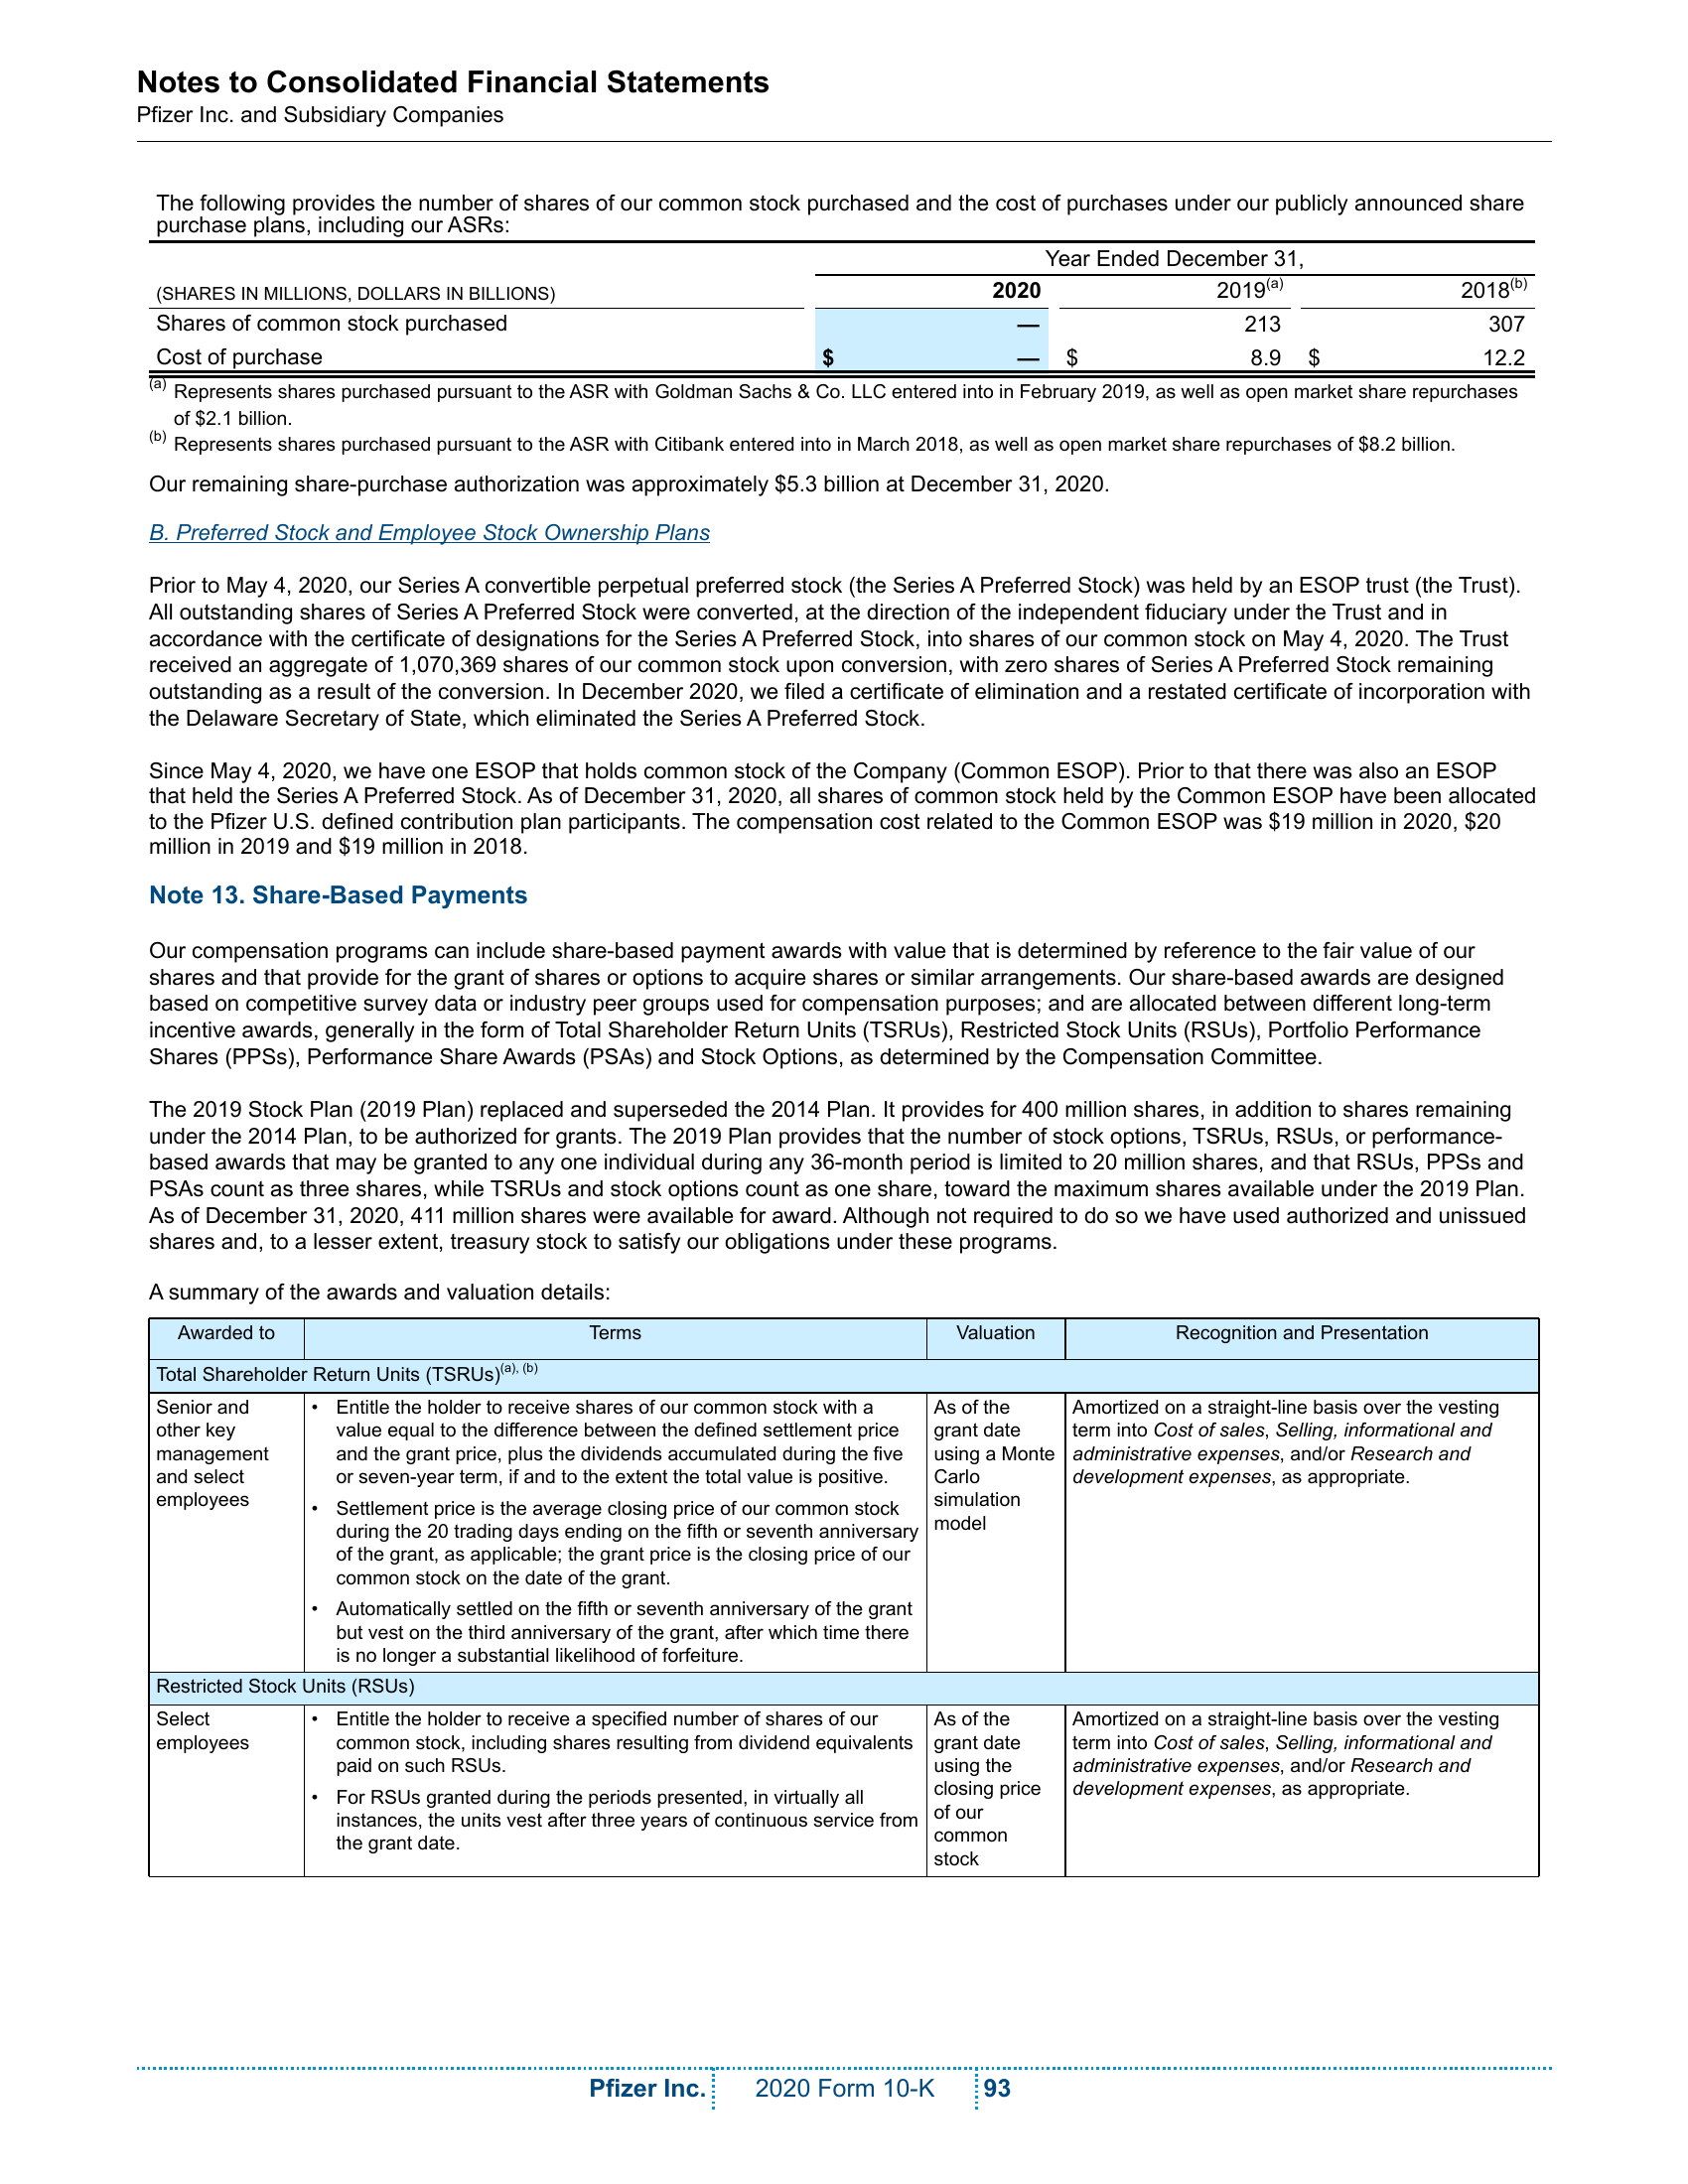 Notes to Consolidated Financial Statements
Pfizer Inc. and Subsidiary Companies
The following provides the number of shares of our common stock purchased and the cost of purchases under our publicly announced share
purchase plans, including our ASRs:
Year Ended December 31,
(SHARES IN MILLIONS, DOLLARS IN BILLIONS) 2020 2019(a) 2018(b)
Shares of common stock purchased — 213 307
Cost of purchase $ — $ 8.9 $ 12.2
(a) Represents shares purchased pursuant to the ASR with Goldman Sachs & Co. LLC entered into in February 2019, as well as open market share repurchases
of $2.1 billion.
(b) Represents shares purchased pursuant to the ASR with Citibank entered into in March 2018, as well as open market share repurchases of $8.2 billion.
Our remaining share-purchase authorization was approximately $5.3 billion at December 31, 2020.
B. Preferred Stock and Employee Stock Ownership Plans
Prior to May 4, 2020, our Series A convertible perpetual preferred stock (the Series A Preferred Stock) was held by an ESOP trust (the Trust).
All outstanding shares of Series A Preferred Stock were converted, at the direction of the independent fiduciary under the Trust and in
accordance with the certificate of designations for the Series A Preferred Stock, into shares of our common stock on May 4, 2020. The Trust
received an aggregate of 1,070,369 shares of our common stock upon conversion, with zero shares of Series A Preferred Stock remaining
outstanding as a result of the conversion. In December 2020, we filed a certificate of elimination and a restated certificate of incorporation with
the Delaware Secretary of State, which eliminated the Series A Preferred Stock.
Since May 4, 2020, we have one ESOP that holds common stock of the Company (Common ESOP). Prior to that there was also an ESOP
that held the Series A Preferred Stock. As of December 31, 2020, all shares of common stock held by the Common ESOP have been allocated
to the Pfizer U.S. defined contribution plan participants. The compensation cost related to the Common ESOP was $19 million in 2020, $20
million in 2019 and $19 million in 2018.
Note 13. Share-Based Payments
Our compensation programs can include share-based payment awards with value that is determined by reference to the fair value of our
shares and that provide for the grant of shares or options to acquire shares or similar arrangements. Our share-based awards are designed
based on competitive survey data or industry peer groups used for compensation purposes; and are allocated between different long-term
incentive awards, generally in the form of Total Shareholder Return Units (TSRUs), Restricted Stock Units (RSUs), Portfolio Performance
Shares (PPSs), Performance Share Awards (PSAs) and Stock Options, as determined by the Compensation Committee.
The 2019 Stock Plan (2019 Plan) replaced and superseded the 2014 Plan. It provides for 400 million shares, in addition to shares remaining
under the 2014 Plan, to be authorized for grants. The 2019 Plan provides that the number of stock options, TSRUs, RSUs, or performance-
based awards that may be granted to any one individual during any 36-month period is limited to 20 million shares, and that RSUs, PPSs and
PSAs count as three shares, while TSRUs and stock options count as one share, toward the maximum shares available under the 2019 Plan.
As of December 31, 2020, 411 million shares were available for award. Although not required to do so we have used authorized and unissued
shares and, to a lesser extent, treasury stock to satisfy our obligations under these programs.
A summary of the awards and valuation details:
Awarded to Terms Valuation Recognition and Presentation
Total Shareholder Return Units (TSRUs)(a), (b)
Senior and
other key
management
and select
employees
• Entitle the holder to receive shares of our common stock with a
value equal to the difference between the defined settlement price
and the grant price, plus the dividends accumulated during the five
or seven-year term, if and to the extent the total value is positive.
• Settlement price is the average closing price of our common stock
during the 20 trading days ending on the fifth or seventh anniversary
of the grant, as applicable; the grant price is the closing price of our
common stock on the date of the grant.
• Automatically settled on the fifth or seventh anniversary of the grant
but vest on the third anniversary of the grant, after which time there
is no longer a substantial likelihood of forfeiture.
As of the
grant date
using a Monte
Carlo
simulation
model
Amortized on a straight-line basis over the vesting
term into Cost of sales, Selling, informational and
administrative expenses, and/or Research and
development expenses, as appropriate.
Restricted Stock Units (RSUs)
Select
employees
• Entitle the holder to receive a specified number of shares of our
common stock, including shares resulting from dividend equivalents
paid on such RSUs.
• For RSUs granted during the periods presented, in virtually all
instances, the units vest after three years of continuous service from
the grant date.
As of the
grant date
using the
closing price
of our
common
stock
Amortized on a straight-line basis over the vesting
term into Cost of sales, Selling, informational and
administrative expenses, and/or Research and
development expenses, as appropriate.
Pfizer Inc. 2020 Form 10-K 93